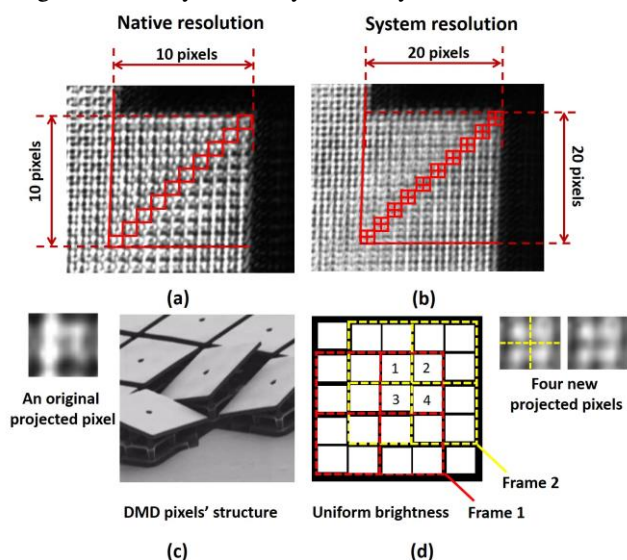 Native resolution
System resolution
10 pixels
20 pixels
10 pixels
20 pixels
(a)
(b)
An original
projected pixel
1 2
3 4
Four new
projected pixels
Frame 2
DMD pixels' structure
Uniform brightness
Frame 1
(c)
(d)